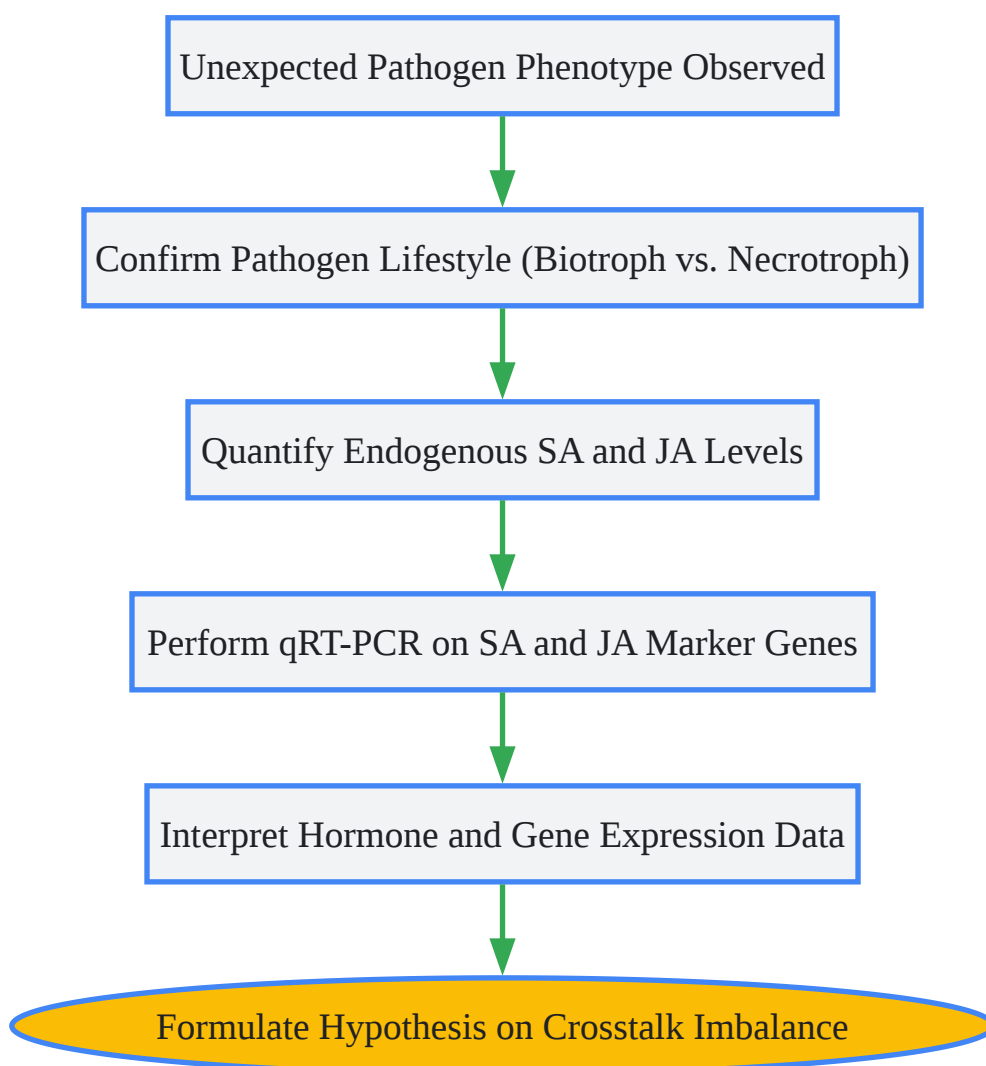 Unexpected Pathogen Phenotype Observed
Confirm Pathogen Lifestyle (Biotroph vs. Necrotroph)
Quantify Endogenous SA and JA Levels
Perform qRT-PCR on SA and JA Marker Genes
Interpret Hormone and Gene Expression Data
Formulate Hypothesis on Crosstalk Imbalance